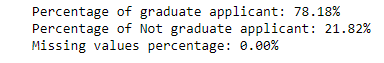 Percentage of graduate applicant: 78.18%
Percentage of Not graduate applicant: 21.82%
Missing values percentage: 0.00%